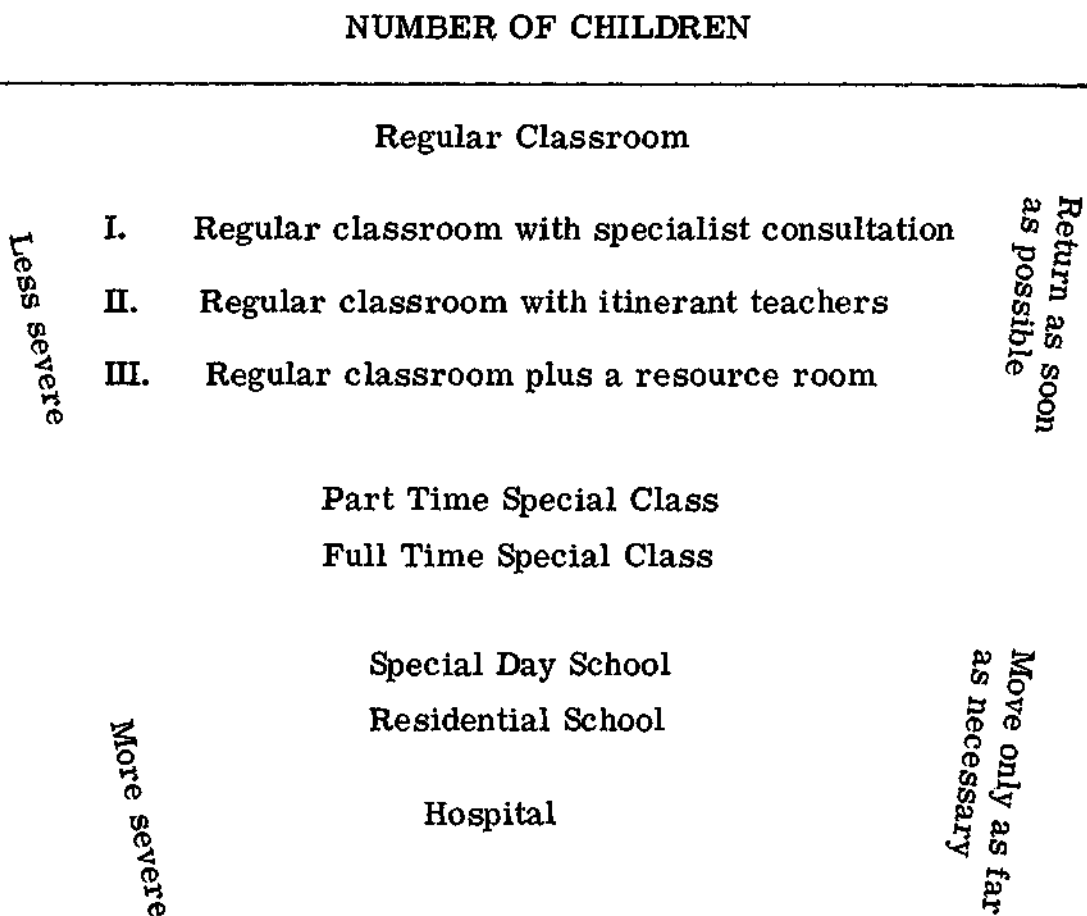 NUMBER OF CHILDREN
Regular Classroom
I. Regular classroom with specialist consultation
II. Regular classroom with itinerant teachers
III. Regular classroom plus a resource room
Less severe
Return as soon
as possible
Part Time Special Class
Full Time Special Class
Special Day School
Residential School
Hospital
More severe
Move only as far
as necessary